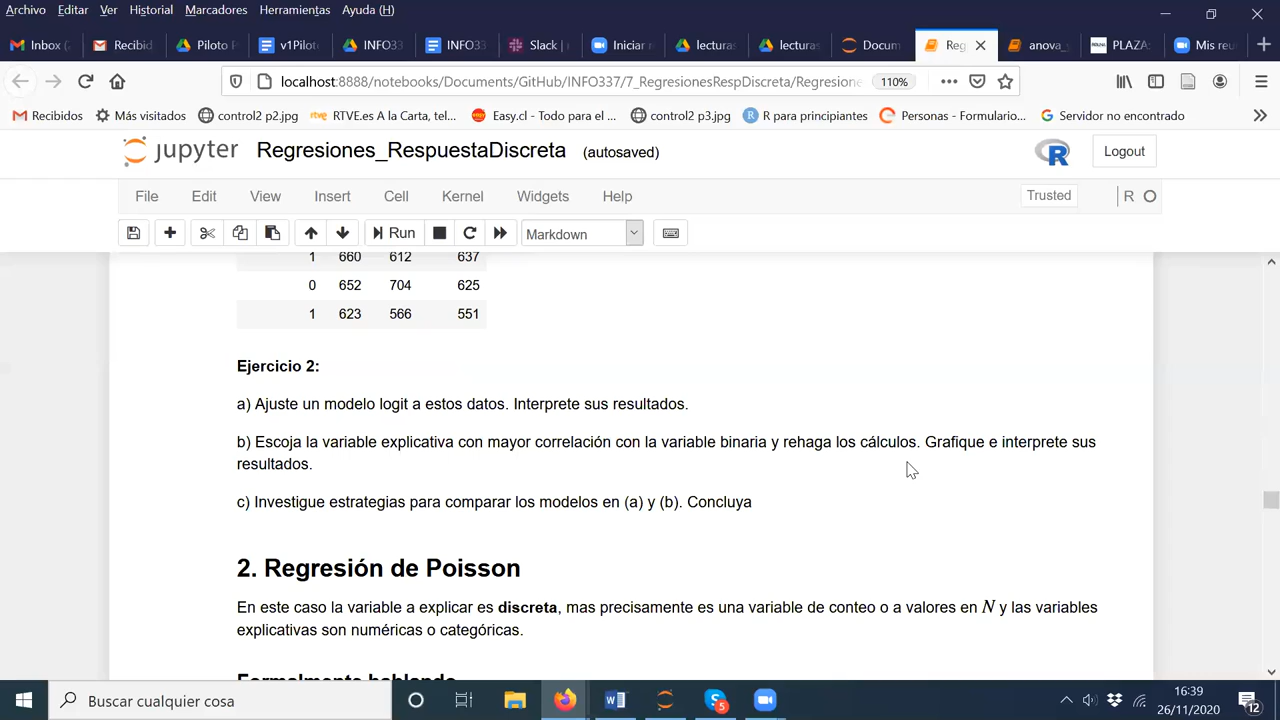 Archivo Editar Ver Historial Marcadores Herramientas Ayuda (H)
Inbox (2 Recibid Piloto P v1Pilot INFO33 INFO33 Slack | Iniciar r lecturas lecturas Docum Reg anova_ PLAZA: Mis reu
localhost:8888/notebooks/Documents/GitHub/INFO337/7_RegresionesRespDiscreta/Regresione 110%
Recibidos Más visitados control2 p2.jpg RTVE.es A La Carta, tel... Easy.cl - Todo para el ... control2 p3.jpg R para principiantes Personas - Formulario... Servidor no encontrado
jupyter Regresiones_RespuestaDiscreta (autosaved) Logout
File Edit View Insert Cell Kernel Widgets Help Trusted R
Run Markdown
1 660 612 637
0 652 704 625
1 623 566 551
Ejercicio 2:
a) Ajuste un modelo logit a estos datos. Interprete sus resultados.
b) Escoja la variable explicativa con mayor correlación con la variable binaria y rehaga los cálculos. Grafique e interprete sus
resultados.
c) Investigue estrategias para comparar los modelos en (a) y (b). Concluya
2. Regresión de Poisson
En este caso la variable a explicar es discreta, mas precisamente es una variable de conteo o a valores en N y las variables
explicativas son numéricas o categóricas.
Formalmente hablando
Buscar cualquier cosa
5
16:39
26/11/2020
12